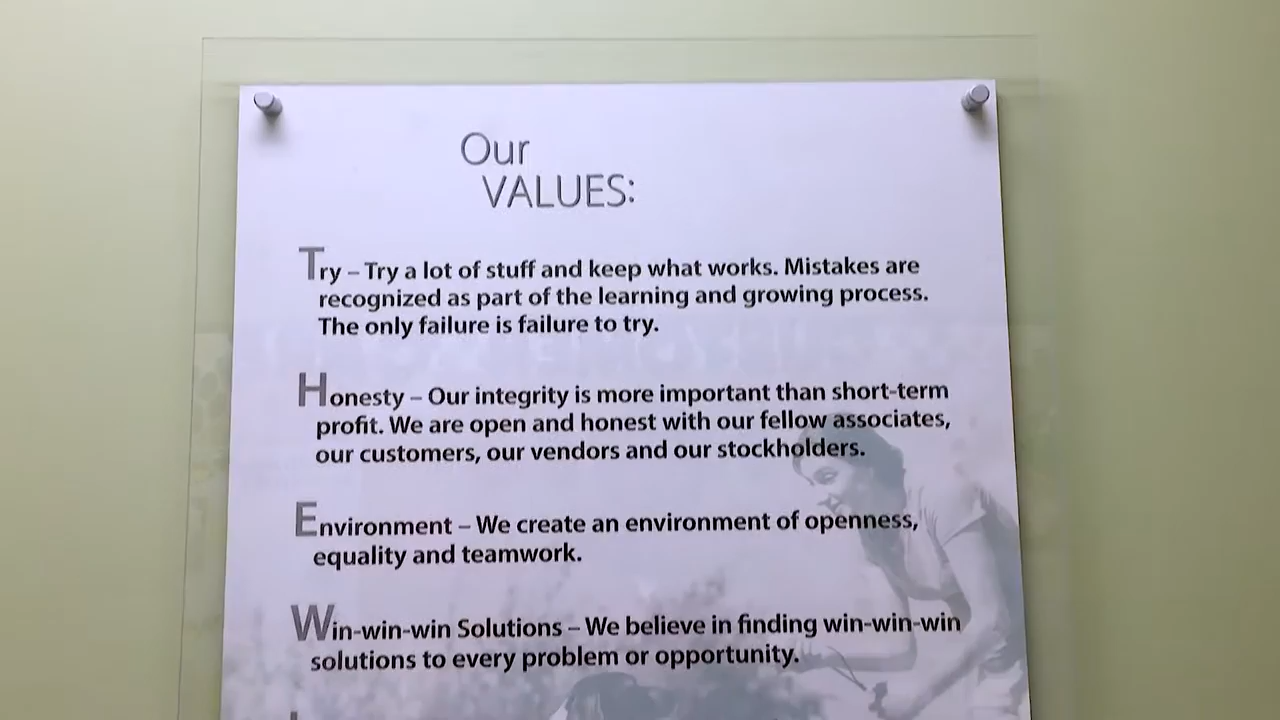 Our
VALUES:
Try – Try a lot of stuff and keep what works. Mistakes are
recognized as part of the learning and growing process.
The only failure is failure to try.
Honesty – Our integrity is more important than short-term
profit. We are open and honest with our fellow associates,
our customers, our vendors and our stockholders.
Environment – We create an environment of openness,
equality and teamwork.
Win-win-win Solutions – We believe in finding win-win-win
solutions to every problem or opportunity.